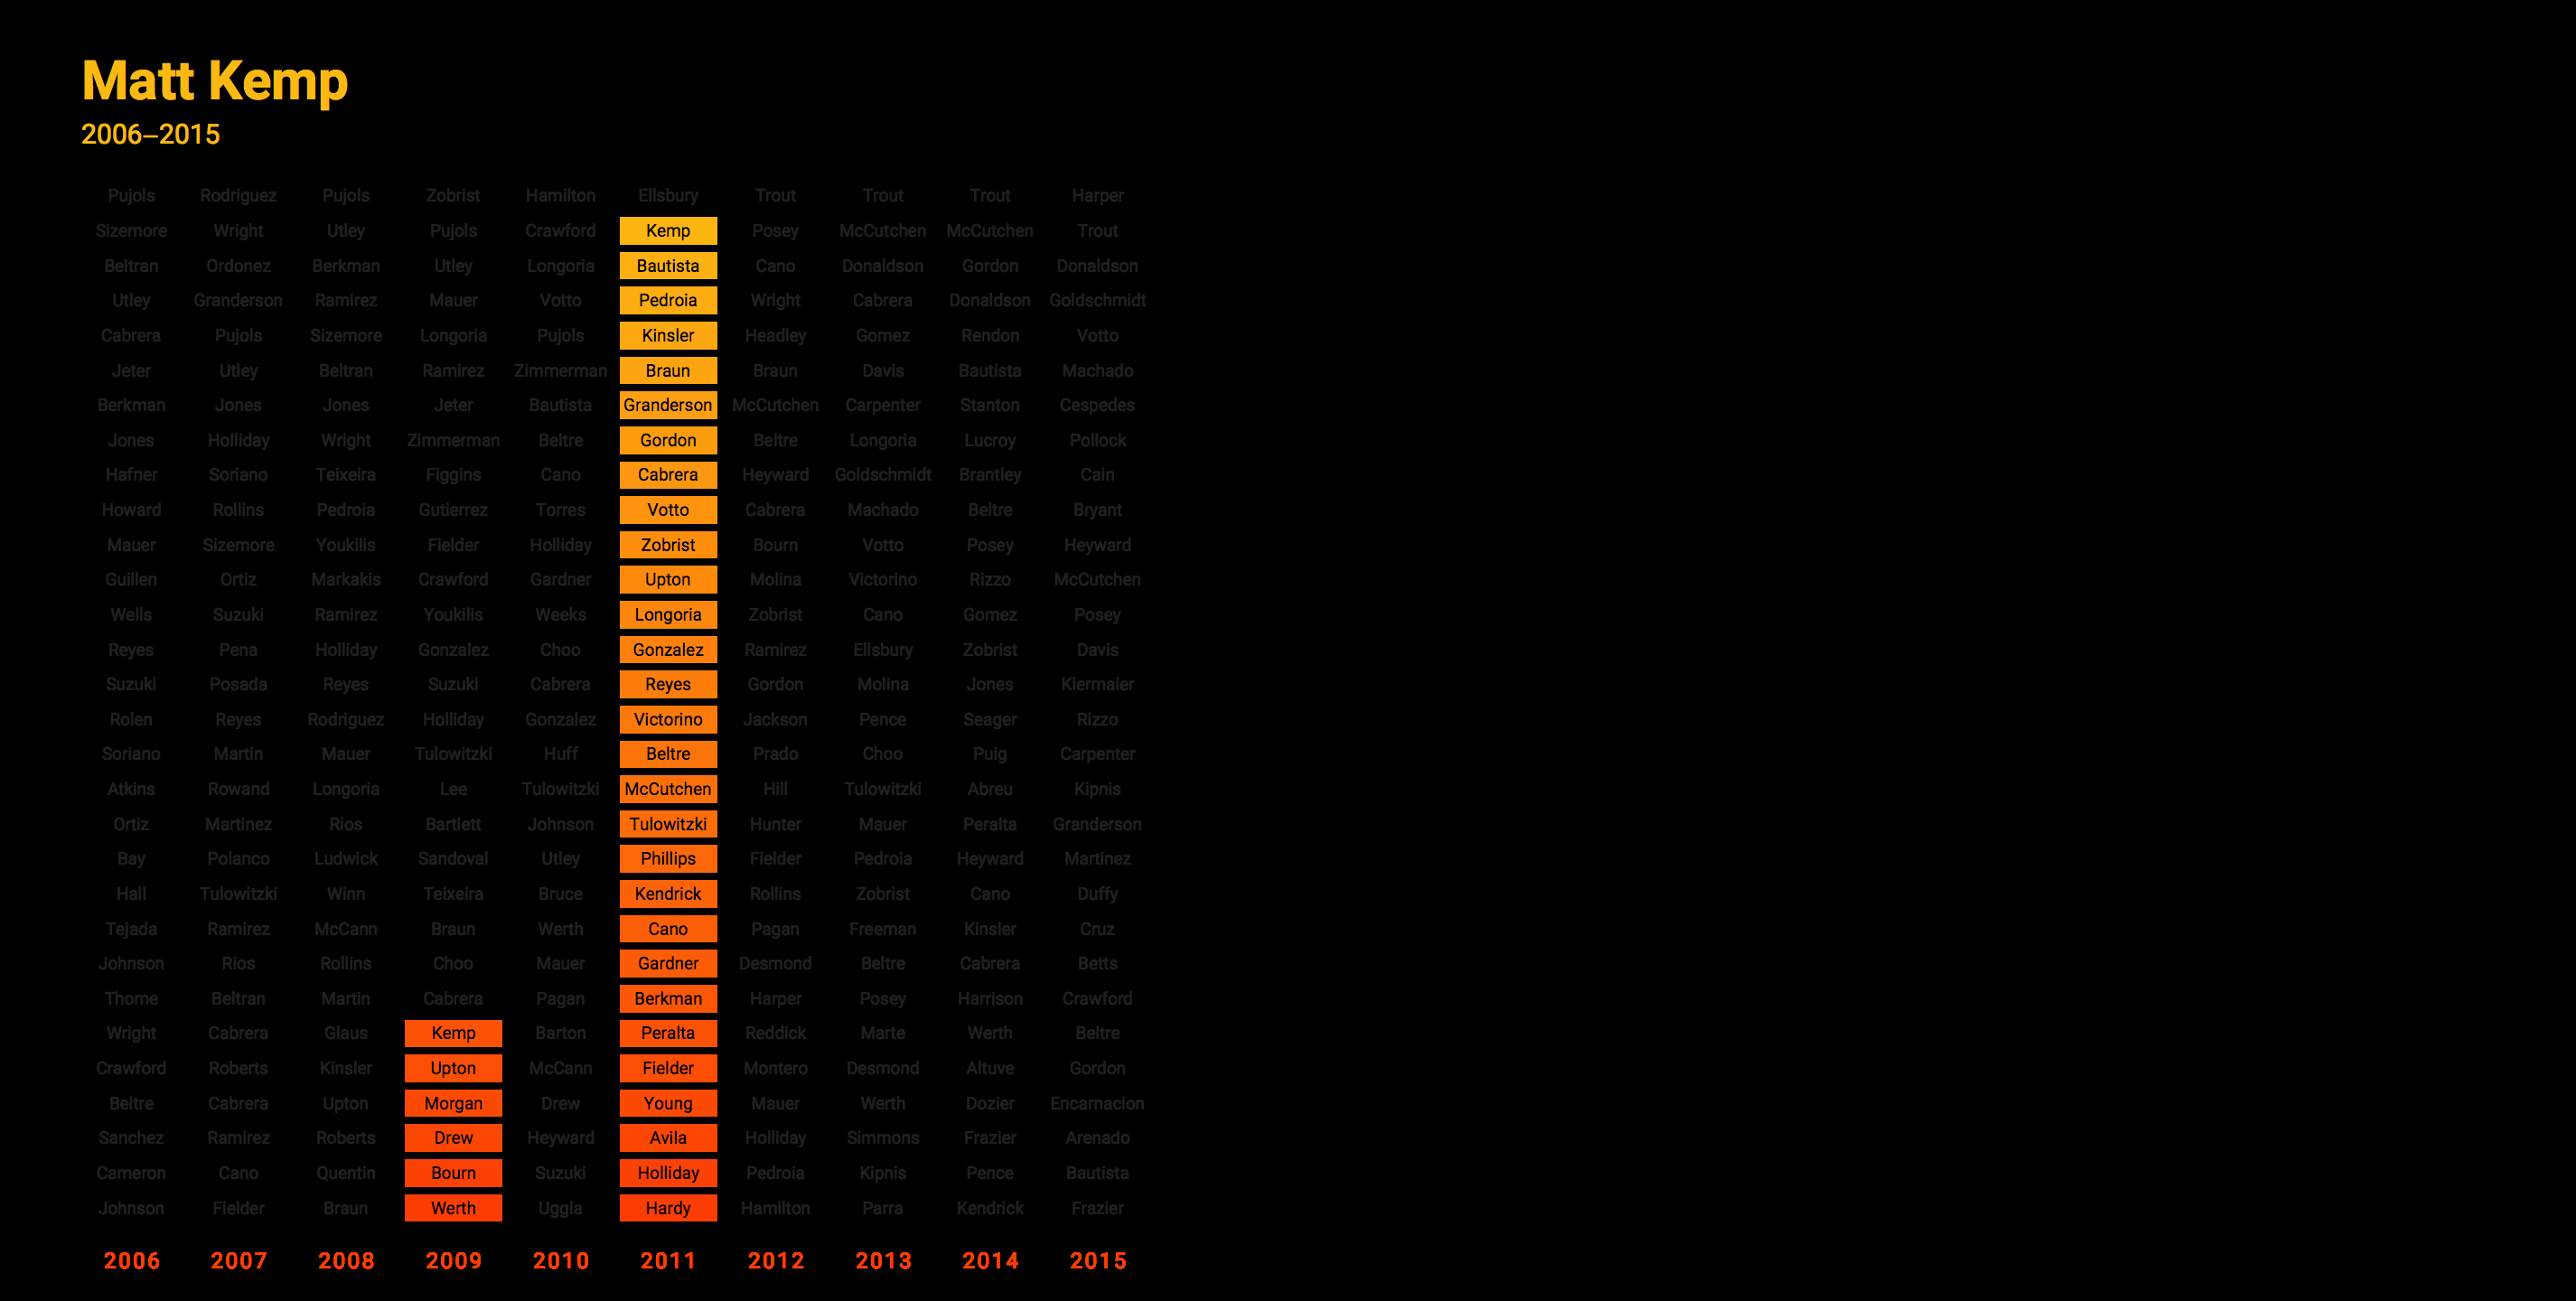 Matt Kemp
2006–2015
Pujols Rodriguez Pujols Zobrist Hamilton Ellsbury Trout Trout Trout Harper
Sizemore Wright Utley Pujols Crawford Kemp Posey McCutchen McCutchen Trout
Beltran Ordonez Berkman Utley Longoria Bautista Cano Donaldson Gordon Donaldson
Utley Granderson Ramirez Mauer Votto Pedroia Wright Cabrera Donaldson Goldschmidt
Cabrera Pujols Sizemore Longoria Pujols Kinsler Headley Gomez Rendon Votto
Jeter Utley Beltran Ramirez Zimmerman Braun Braun Davis Bautista Machado
Berkman Jones Jones Jeter Bautista Granderson McCutchen Carpenter Stanton Cespedes
Jones Holliday Wright Zimmerman Beltre Gordon Beltre Longoria Lucroy Pollock
Hafner Soriano Teixeira Figgins Cano Cabrera Heyward Goldschmidt Brantley Cain
Howard Rollins Pedroia Gutierrez Torres Votto Cabrera Machado Beltre Bryant
Mauer Sizemore Youkilis Fielder Holliday Zobrist Bourn Votto Posey Heyward
Guillen Ortiz Markakis Crawford Gardner Upton Molina Victorino Rizzo McCutchen
Wells Suzuki Ramirez Youkilis Weeks Longoria Zobrist Cano Gomez Posey
Reyes Pena Holliday Gonzalez Choo Gonzalez Ramirez Ellsbury Zobrist Davis
Suzuki Posada Reyes Suzuki Cabrera Reyes Gordon Molina Jones Kiermaier
Rolen Reyes Rodriguez Holliday Gonzalez Victorino Jackson Pence Seager Rizzo
Soriano Martin Mauer Tulowitzki Huff Beltre Prado Choo Puig Carpenter
Atkins Rowand Longoria Lee Tulowitzki McCutchen Hill Tulowitzki Abreu Kipnis
Ortiz Martinez Rios Bartlett Johnson Tulowitzki Hunter Mauer Peralta Granderson
Bay Polanco Ludwick Sandoval Utley Phillips Fielder Pedroia Heyward Martinez
Hall Tulowitzki Winn Teixeira Bruce Kendrick Rollins Zobrist Cano Duffy
Tejada Ramirez McCann Braun Werth Cano Pagan Freeman Kinsler Cruz
Johnson Rios Rollins Choo Mauer Gardner Desmond Beltre Cabrera Betts
Thome Beltran Martin Cabrera Pagan Berkman Harper Posey Harrison Crawford
Wright Cabrera Glaus Kemp Barton Peralta Reddick Marte Werth Beltre
Crawford Roberts Kinsler Upton McCann Fielder Montero Desmond Altuve Gordon
Beltre Cabrera Upton Morgan Drew Young Mauer Werth Dozier Encarnacion
Sanchez Ramirez Roberts Drew Heyward Avila Holliday Simmons Frazier Arenado
Cameron Cano Quentin Bourn Suzuki Holliday Pedroia Kipnis Pence Bautista
Johnson Fielder Braun Werth Uggla Hardy Hamilton Parra Kendrick Frazier
2006 2007 2008 2009 2010 2011 2012 2013 2014 2015